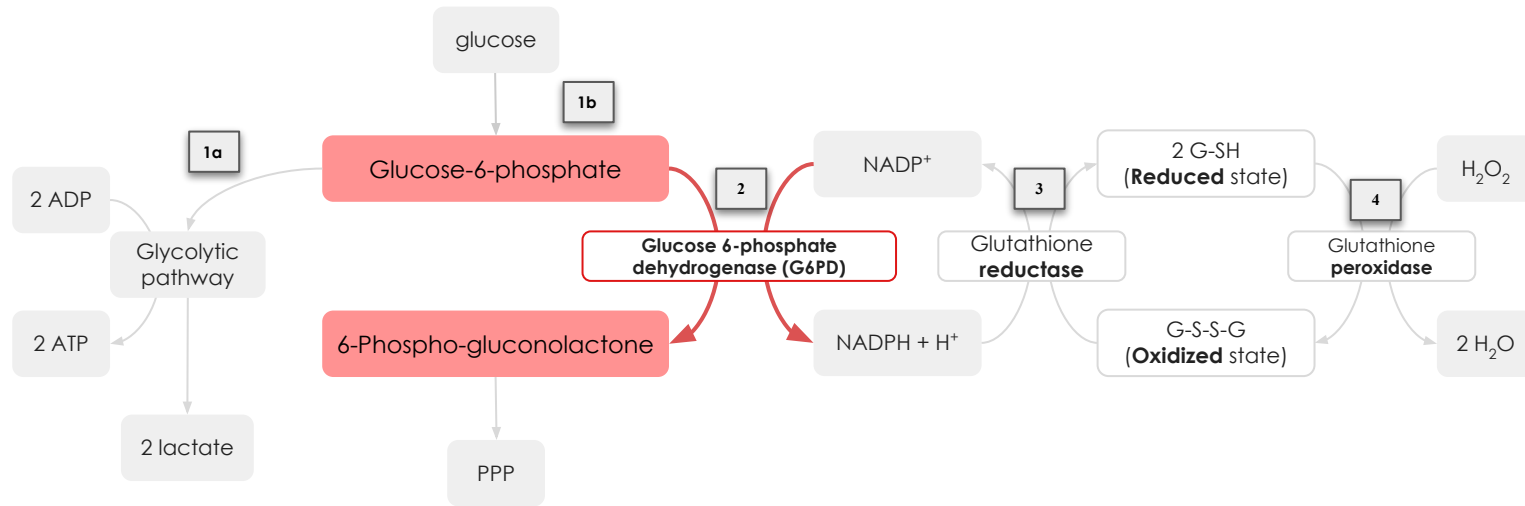 glucose
1b
1a
Glucose-6-phosphate
NADP⁺
2 G-SH
(Reduced state)
H₂O₂
2 ADP
2
3
4
Glycolytic
pathway
Glucose 6-phosphate
dehydrogenase (G6PD)
Glutathione
reductase
Glutathione
peroxidase
2 ATP
6-Phospho-gluconolactone
NADPH + H⁺
G-S-S-G
(Oxidized state)
2 H₂O
2 lactate
PPP